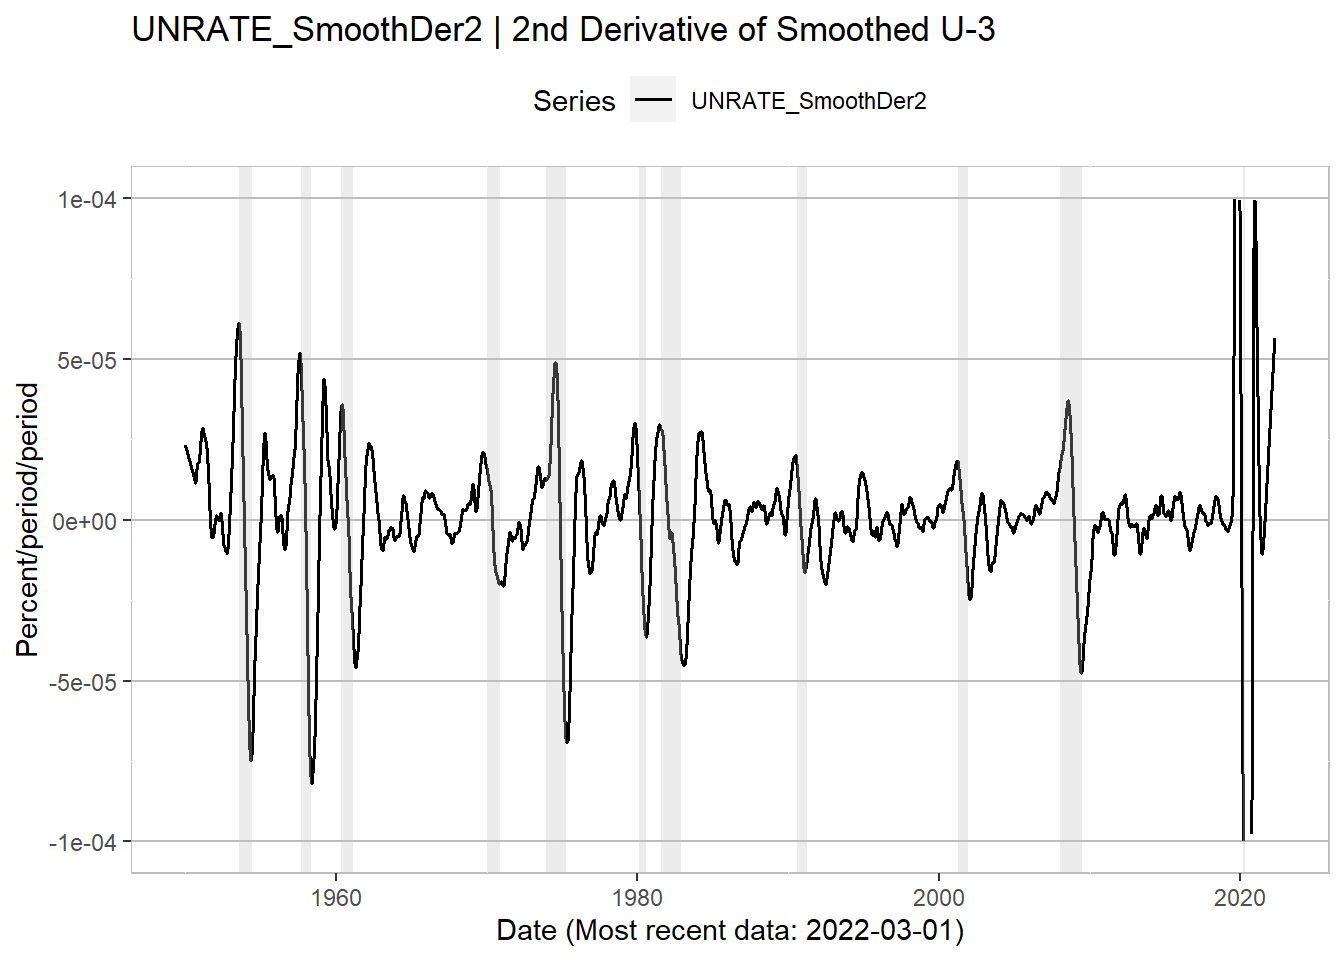 UNRATE_SmoothDer2 | 2nd Derivative of Smoothed U-3
Series UNRATE_SmoothDer2
Percent/period/period
1e-04
5e-05
0e+00
-5e-05
-1e-04
1960 1980 2000 2020
Date (Most recent data: 2022-03-01)